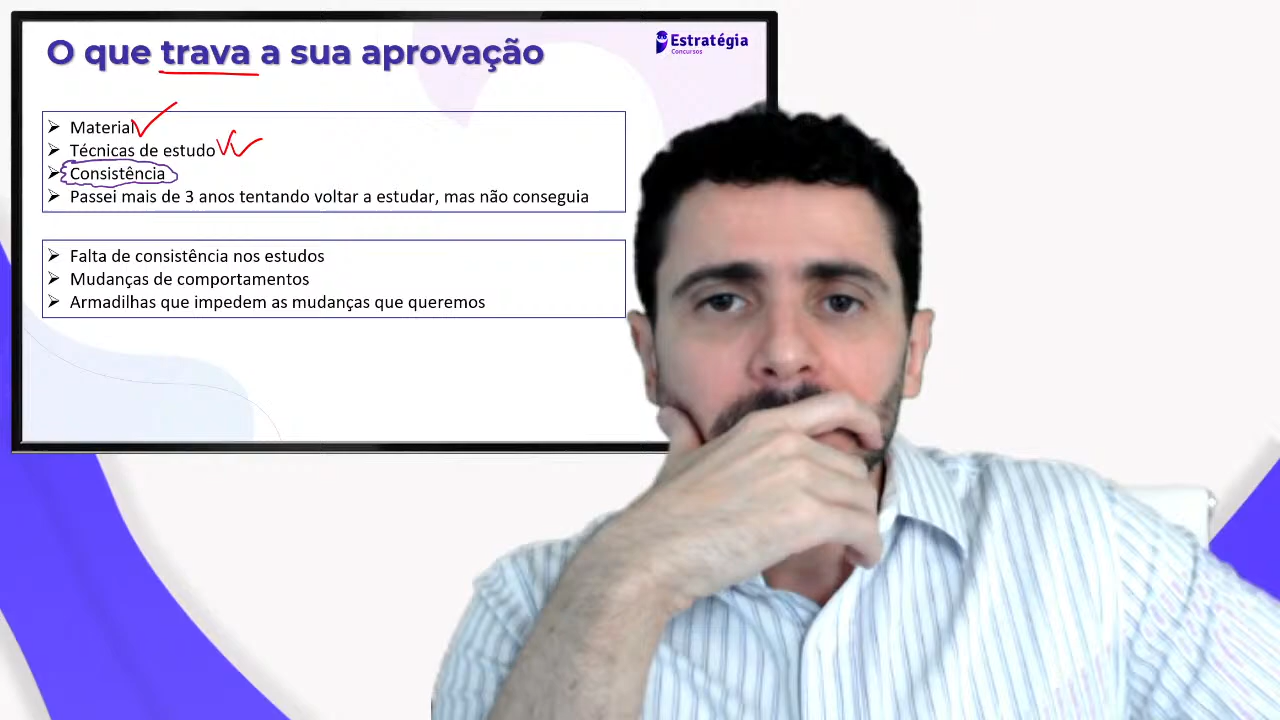 O que trava a sua aprovação
Estratégia
Concursos
Material
Técnicas de estudo
Consistência
Passei mais de 3 anos tentando voltar a estudar, mas não conseguia
Falta de consistência nos estudos
Mudanças de comportamentos
Armadilhas que impedem as mudanças que queremos